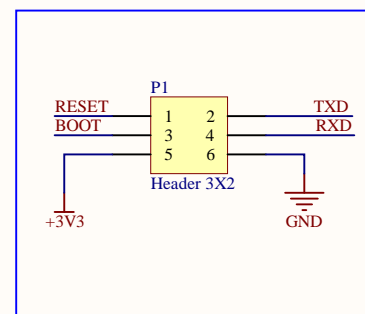 P1
RESET 1 2 TXD
BOOT 3 4 RXD
5 6
Header 3X2
+3V3 GND